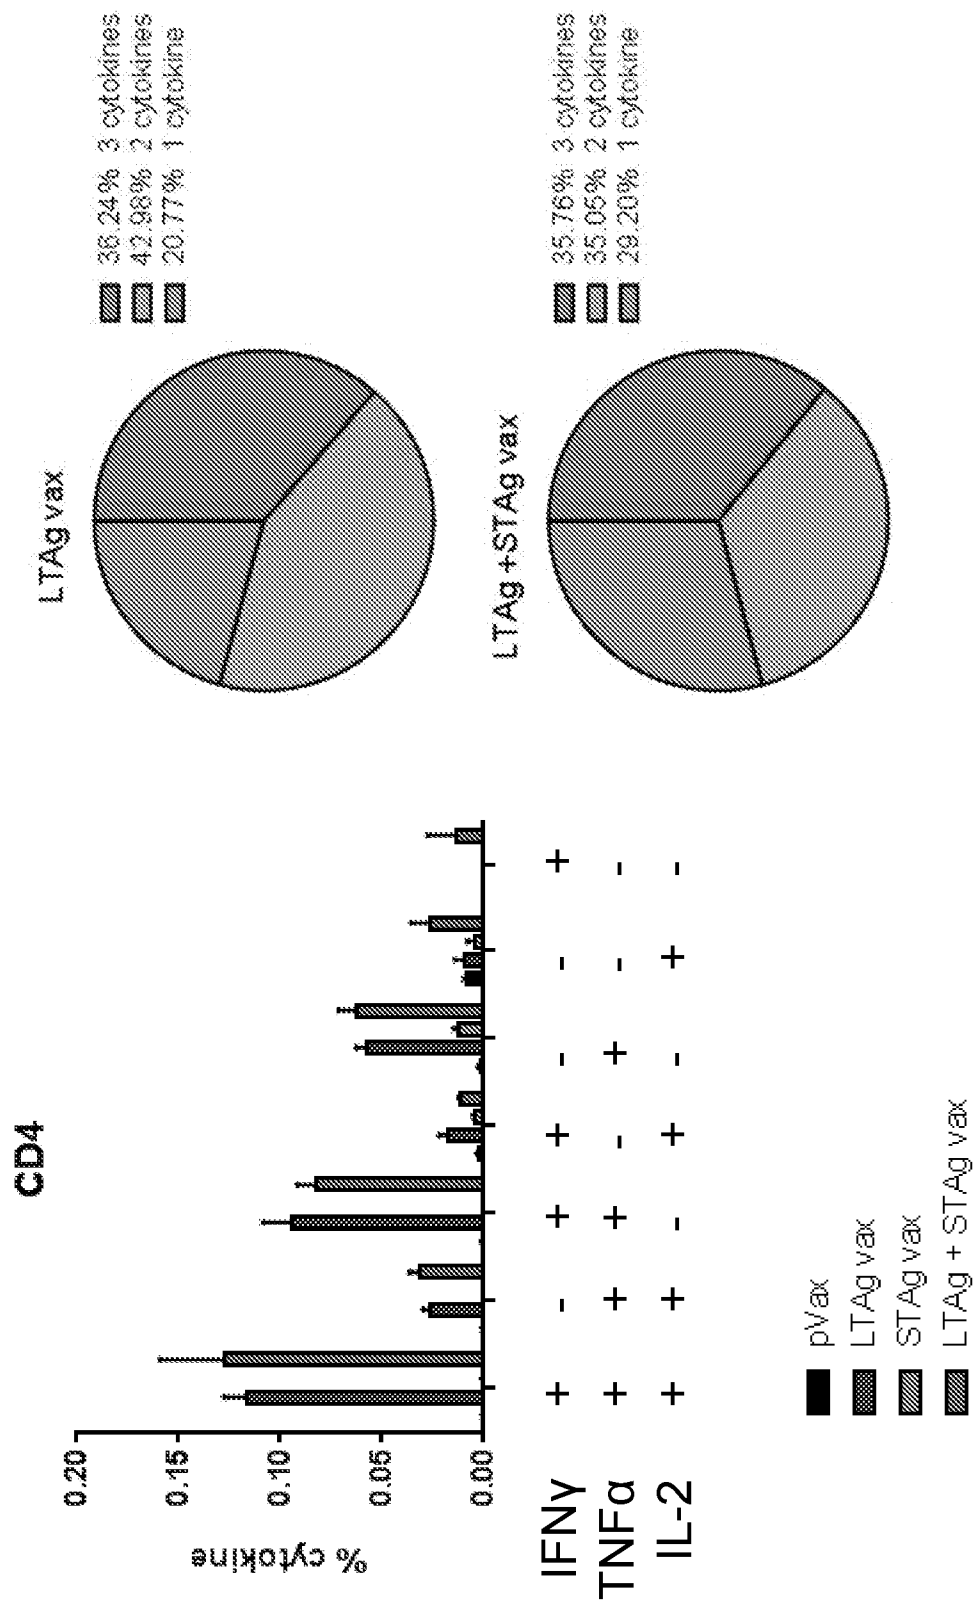 CD4
% cytokine
0.20
0.15
0.10
0.05
0.00
IFNγ + - + + - - +
TNFα + + + - + - -
IL-2 + + - + - + -
pVax
LTAg vax
STAg vax
LTAg + STAg vax
LTAg vax
36.24% 3 cytokines
42.98% 2 cytokines
20.77% 1 cytokine
LTAg +STAg vax
35.76% 3 cytokines
35.05% 2 cytokines
29.20% 1 cytokine